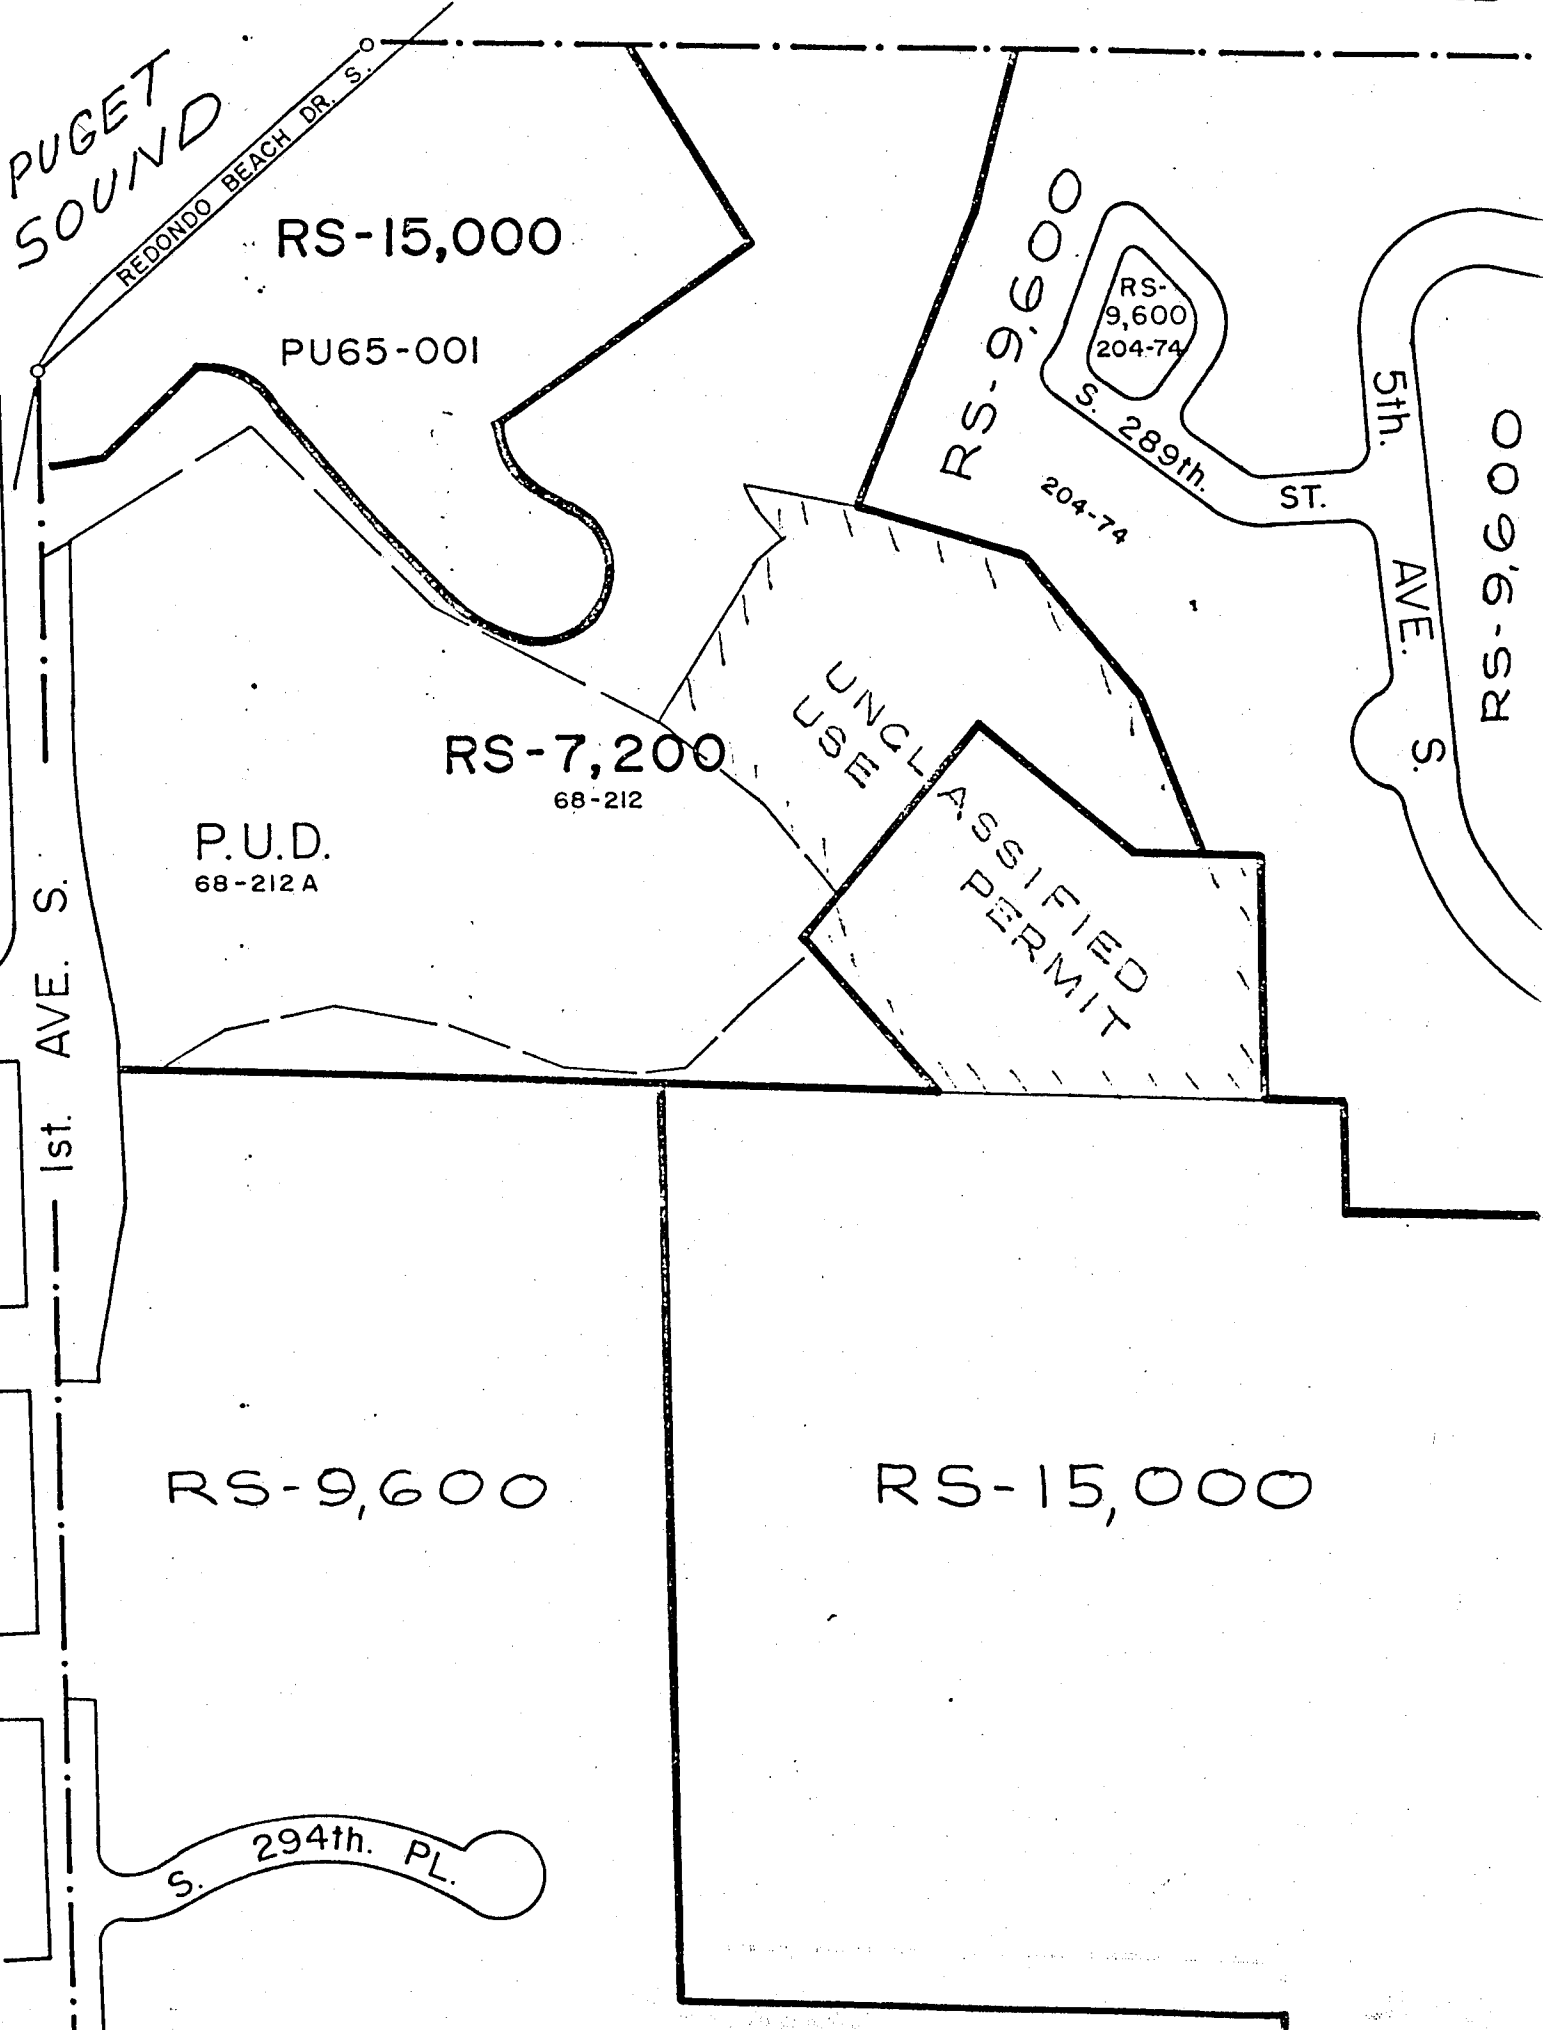 PUGET
SOUND
REDONDO BEACH DR. S.
RS-15,000
PU65-001
RS-9,600
RS-
9,600
204-74
S. 289th. ST.
204-74
5th. AVE. S.
RS-9,600
UNCLASSIFIED
USE PERMIT
RS-7,200
68-212
P.U.D.
68-212A
1st. AVE. S.
RS-9,600
RS-15,000
S. 294th. PL.